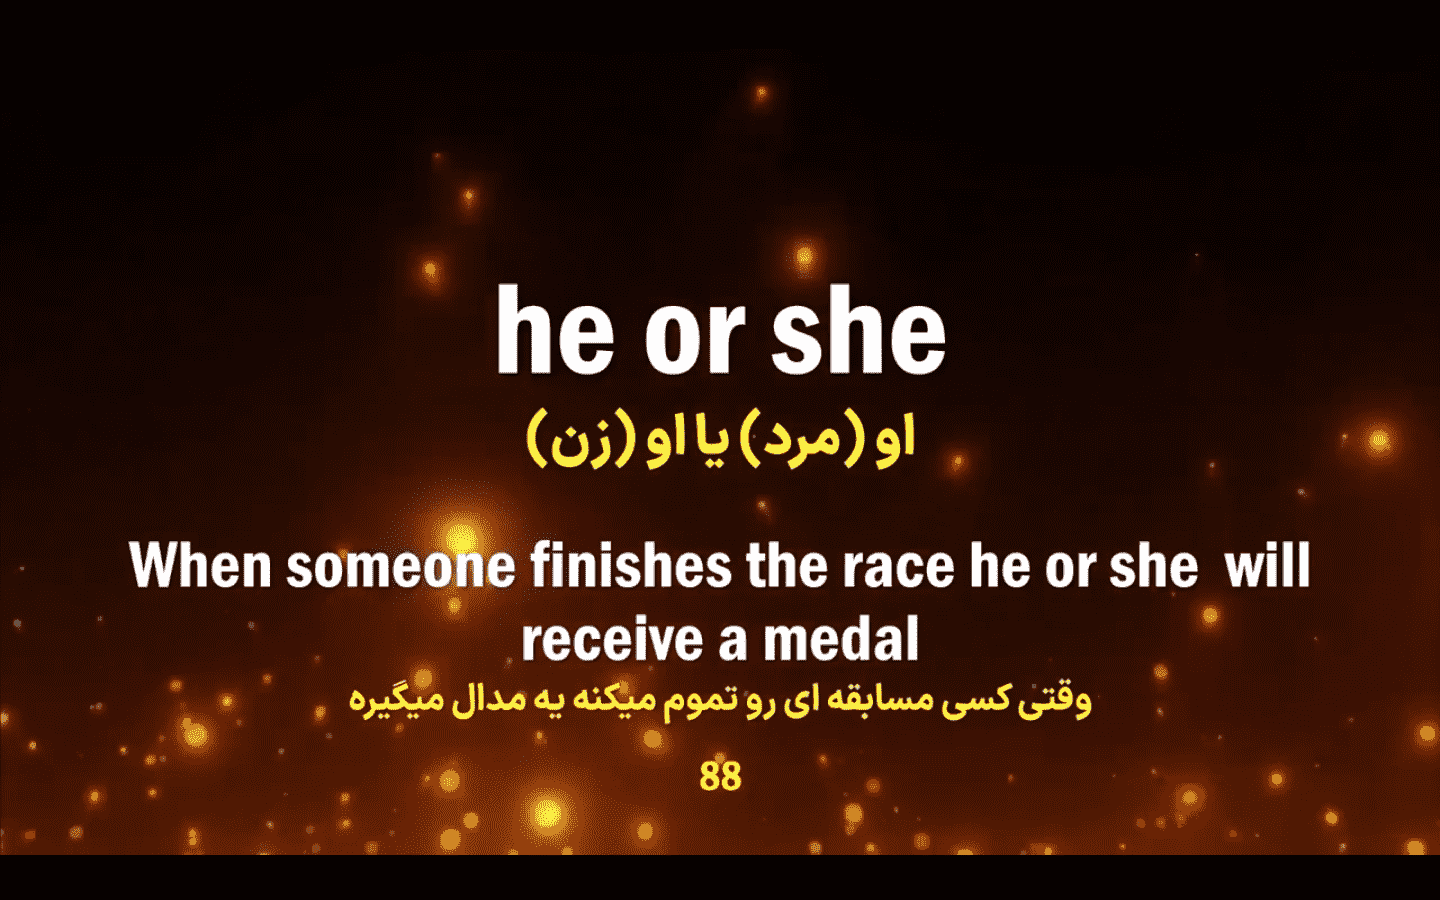 he or she
او (مرد) یا او (زن)
When someone finishes the race he or she will
receive a medal
وقتی کسی مسابقه ای رو تموم میکنه یه مدال میگیره
88